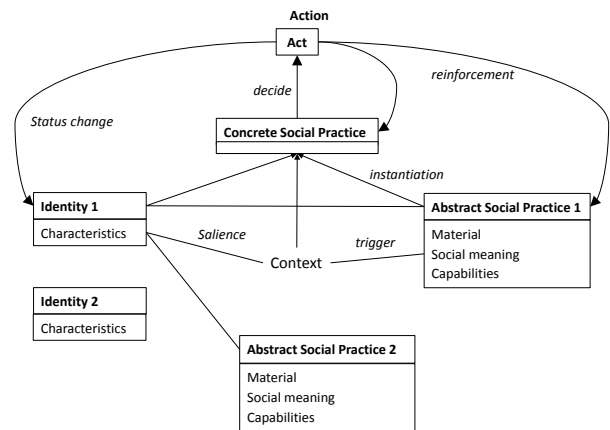 Action
Act
reinforcement
decide
Status change
Concrete Social Practice
instantiation
Identity 1
Characteristics
Abstract Social Practice 1
Material
Social meaning
Capabilities
Salience
trigger
Context
Identity 2
Characteristics
Abstract Social Practice 2
Material
Social meaning
Capabilities